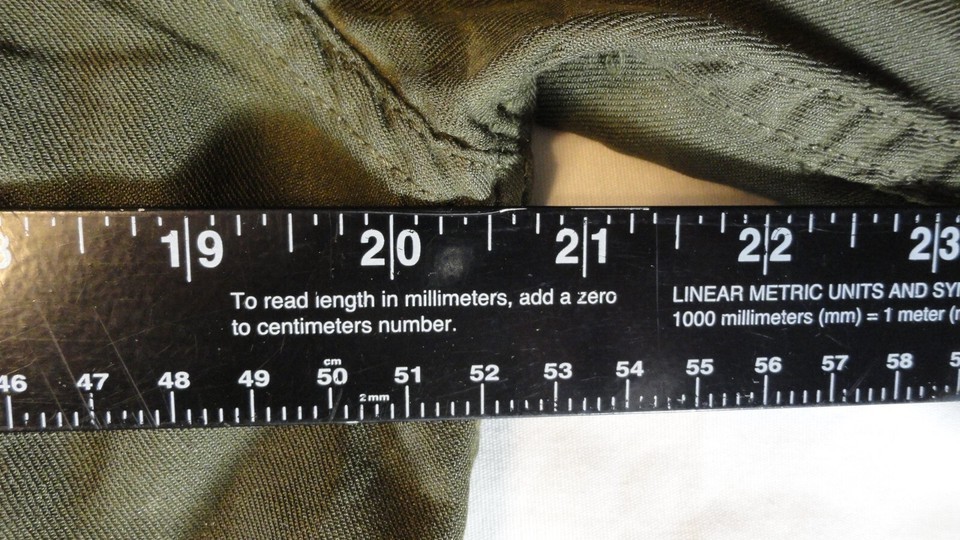 19 20 21 22 23
To read length in millimeters, add a zero
to centimeters number.
LINEAR METRIC UNITS AND
1000 millimeters (mm) = 1 meter
cm
46 47 48 49 50 51 52 53 54 55 56 57 58
2mm